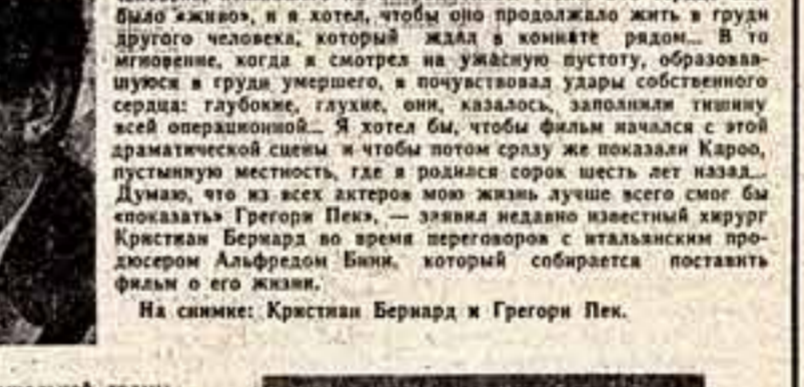 было «живо», и я хотел, чтобы оно продолжало жить в груди
другого человека, который ждал в комнате рядом... В то
мгновение, когда я смотрел на ужасную пустоту, образовав-
шуюся в груди умершего, я почувствовал удары собственного
сердца: глубокие, глухие, они, казалось, заполнили тишину
всей операционной... Я хотел бы, чтобы фильм начался с этой
драматической сцены и чтобы потом сразу же показали Кароо,
пустынную местность, где я родился сорок шесть лет назад...
Думаю, что из всех актеров мою жизнь лучше всего смог бы
«показать» Грегори Пек», — заявил недавно известный хирург
Кристиан Бернард во время переговоров с итальянским про-
дюсером Альфредом Бини, который собирается поставить
фильм о его жизни.
На снимке: Кристиан Бернард и Грегори Пек.